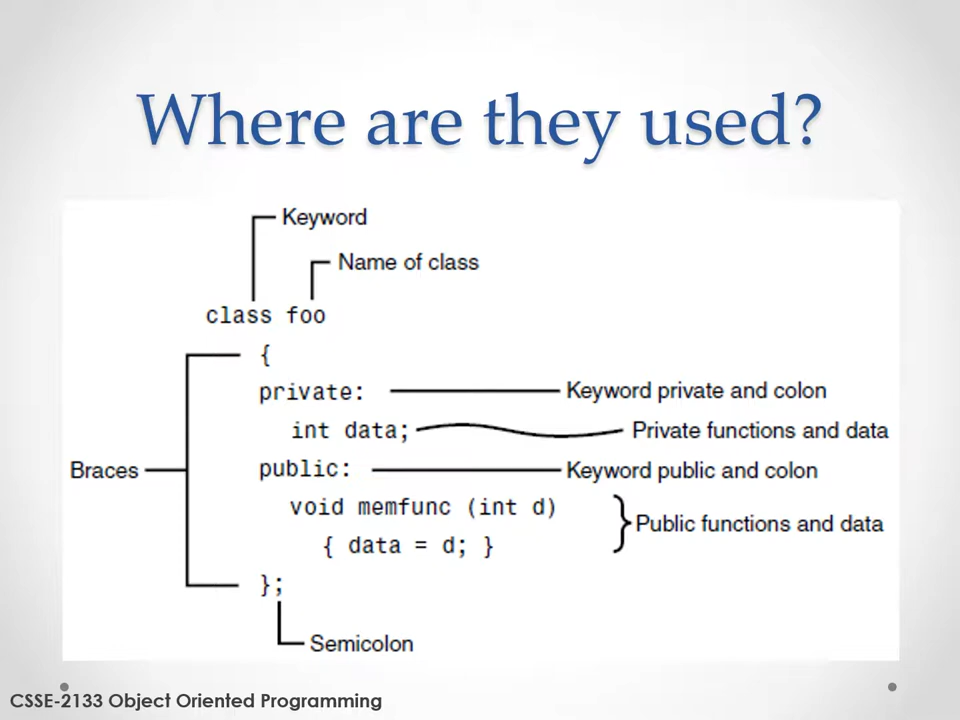 Where are they used?
Keyword
Name of class
class foo
{
private: Keyword private and colon
int data; Private functions and data
Braces public: Keyword public and colon
void memfunc (int d)
} Public functions and data
{ data = d; }
};
Semicolon
CSSE-2133 Object Oriented Programming